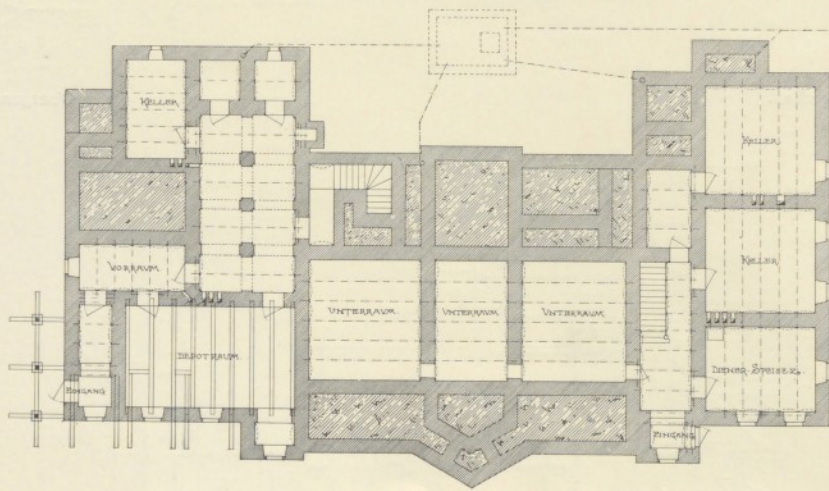 KELLER
KELLER
VORRAUM
UNTERRAUM
UNTERRAUM
UNTERRAUM
KELLER
DEPOTRAUM
DIENER-SPEISEZ.
EINGANG
EINGANG